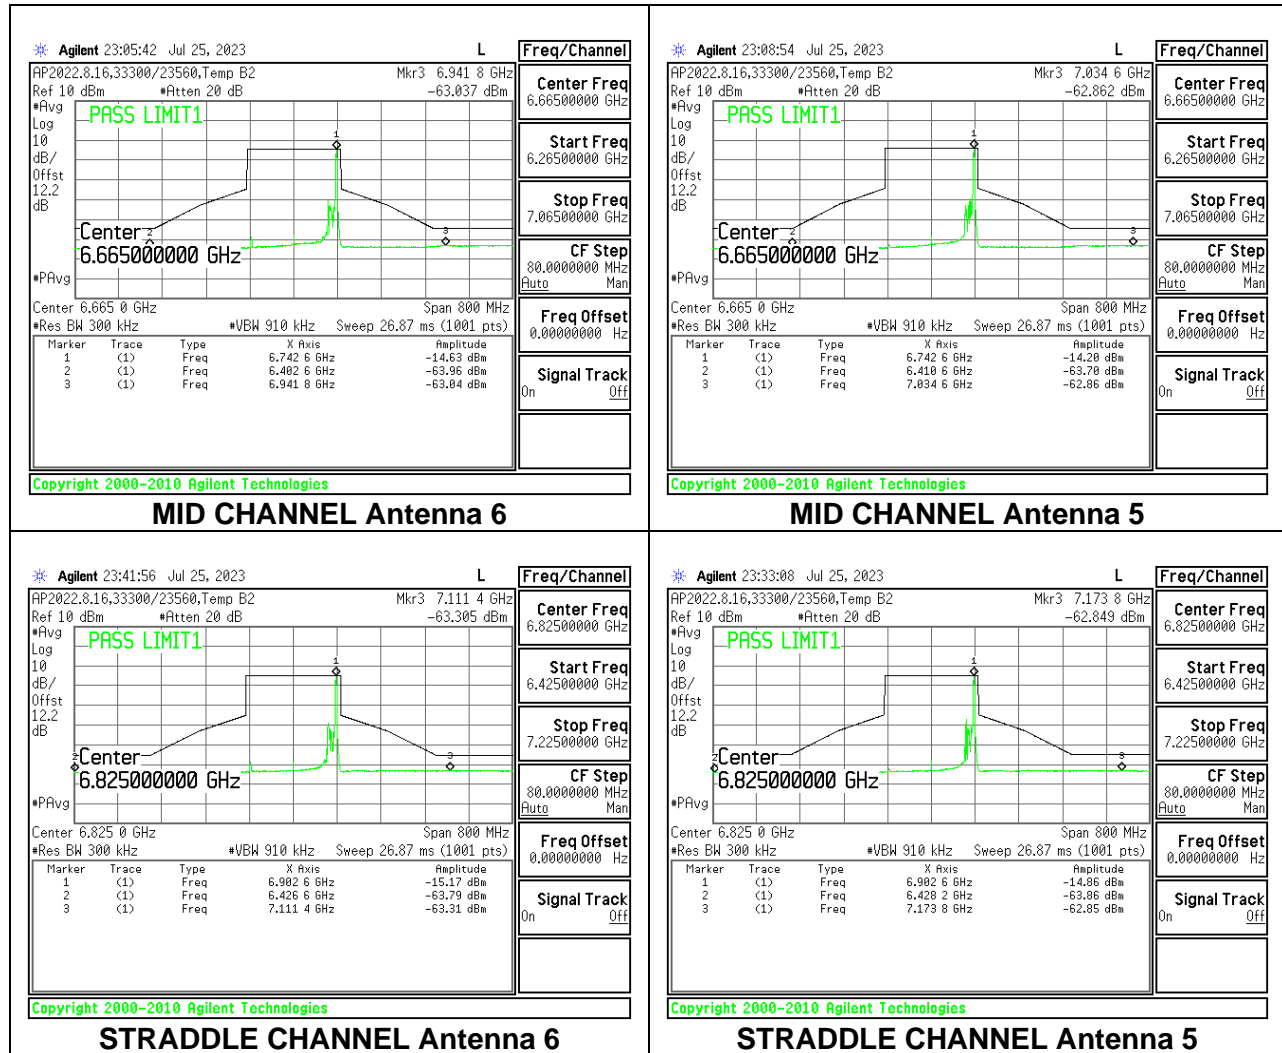 Agilent 23:05:42 Jul 25, 2023 L Freq/Channel
AP2022.8.16,33300/23560,Temp B2 Mkr3 6.941 8 GHz
Ref 10 dBm #Atten 20 dB -63.037 dBm
#Avg
Log
10
dB/
Offst
12.2
dB
#PAvg
PASS LIMIT1
1
2
3
Center
6.665000000 GHz
Center 6.665 0 GHz Span 800 MHz
#Res BW 300 kHz #VBW 910 kHz Sweep 26.87 ms (1001 pts)
Marker Trace Type X Axis Amplitude
1 (1) Freq 6.742 6 GHz -14.63 dBm
2 (1) Freq 6.402 6 GHz -63.96 dBm
3 (1) Freq 6.941 8 GHz -63.04 dBm
Center Freq
6.66500000 GHz
Start Freq
6.26500000 GHz
Stop Freq
7.06500000 GHz
CF Step
80.0000000 MHz
Auto Man
Freq Offset
0.00000000 Hz
Signal Track
On Off
Copyright 2000-2010 Agilent Technologies
MID CHANNEL Antenna 6
Agilent 23:08:54 Jul 25, 2023 L Freq/Channel
AP2022.8.16,33300/23560,Temp B2 Mkr3 7.034 6 GHz
Ref 10 dBm #Atten 20 dB -62.862 dBm
#Avg
Log
10
dB/
Offst
12.2
dB
#PAvg
PASS LIMIT1
1
2
3
Center
6.665000000 GHz
Center 6.665 0 GHz Span 800 MHz
#Res BW 300 kHz #VBW 910 kHz Sweep 26.87 ms (1001 pts)
Marker Trace Type X Axis Amplitude
1 (1) Freq 6.742 6 GHz -14.20 dBm
2 (1) Freq 6.410 6 GHz -63.70 dBm
3 (1) Freq 7.034 6 GHz -62.86 dBm
Center Freq
6.66500000 GHz
Start Freq
6.26500000 GHz
Stop Freq
7.06500000 GHz
CF Step
80.0000000 MHz
Auto Man
Freq Offset
0.00000000 Hz
Signal Track
On Off
Copyright 2000-2010 Agilent Technologies
MID CHANNEL Antenna 5
Agilent 23:41:56 Jul 25, 2023 L Freq/Channel
AP2022.8.16,33300/23560,Temp B2 Mkr3 7.111 4 GHz
Ref 10 dBm #Atten 20 dB -63.305 dBm
#Avg
Log
10
dB/
Offst
12.2
dB
#PAvg
PASS LIMIT1
1
2
3
Center
6.825000000 GHz
Center 6.825 0 GHz Span 800 MHz
#Res BW 300 kHz #VBW 910 kHz Sweep 26.87 ms (1001 pts)
Marker Trace Type X Axis Amplitude
1 (1) Freq 6.902 6 GHz -15.17 dBm
2 (1) Freq 6.426 6 GHz -63.79 dBm
3 (1) Freq 7.111 4 GHz -63.31 dBm
Center Freq
6.82500000 GHz
Start Freq
6.42500000 GHz
Stop Freq
7.22500000 GHz
CF Step
80.0000000 MHz
Auto Man
Freq Offset
0.00000000 Hz
Signal Track
On Off
Copyright 2000-2010 Agilent Technologies
STRADDLE CHANNEL Antenna 6
Agilent 23:33:08 Jul 25, 2023 L Freq/Channel
AP2022.8.16,33300/23560,Temp B2 Mkr3 7.173 8 GHz
Ref 10 dBm #Atten 20 dB -62.849 dBm
#Avg
Log
10
dB/
Offst
12.2
dB
#PAvg
PASS LIMIT1
1
2
3
Center
6.825000000 GHz
Center 6.825 0 GHz Span 800 MHz
#Res BW 300 kHz #VBW 910 kHz Sweep 26.87 ms (1001 pts)
Marker Trace Type X Axis Amplitude
1 (1) Freq 6.902 6 GHz -14.86 dBm
2 (1) Freq 6.428 2 GHz -63.86 dBm
3 (1) Freq 7.173 8 GHz -62.85 dBm
Center Freq
6.82500000 GHz
Start Freq
6.42500000 GHz
Stop Freq
7.22500000 GHz
CF Step
80.0000000 MHz
Auto Man
Freq Offset
0.00000000 Hz
Signal Track
On Off
Copyright 2000-2010 Agilent Technologies
STRADDLE CHANNEL Antenna 5